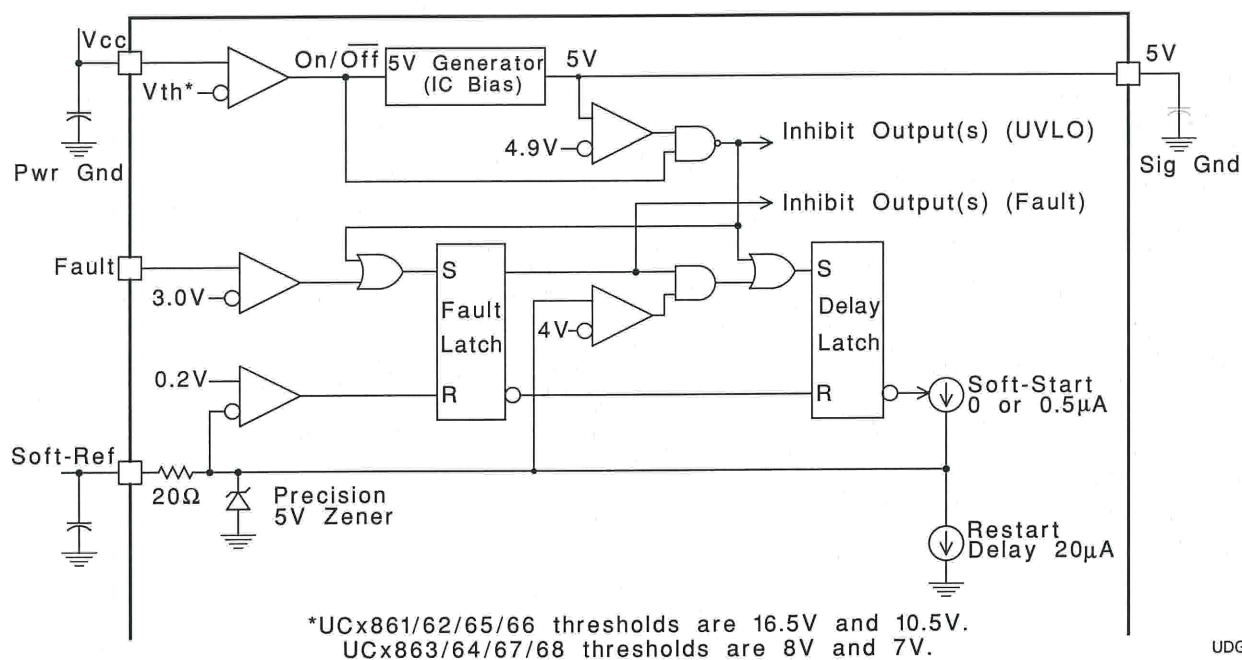 Vcc
On/Off
5V Generator
(IC Bias)
5V
5V
Vth*
4.9V
Inhibit Output(s) (UVLO)
Pwr Gnd
Sig Gnd
Inhibit Output(s) (Fault)
Fault
3.0V
S
Fault
Latch
R
4V
S
Delay
Latch
R
0.2V
Soft-Start
0 or 0.5µA
Soft-Ref
20Ω
Precision
5V Zener
Restart
Delay 20µA
*UCx861/62/65/66 thresholds are 16.5V and 10.5V.
UCx863/64/67/68 thresholds are 8V and 7V.
UDG